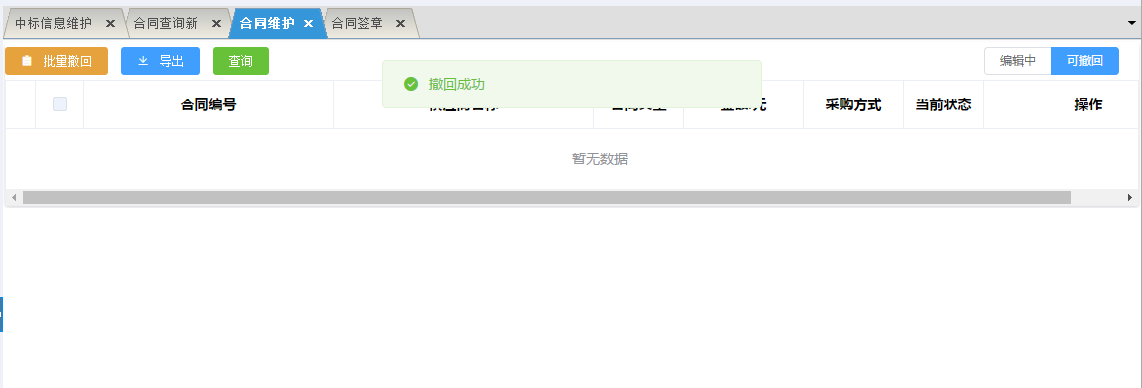 中标信息维护
合同查询新
合同维护
合同签章
批量撤回
导出
查询
编辑中
可撤回
撤回成功
合同编号
采购方式
当前状态
操作
暂无数据